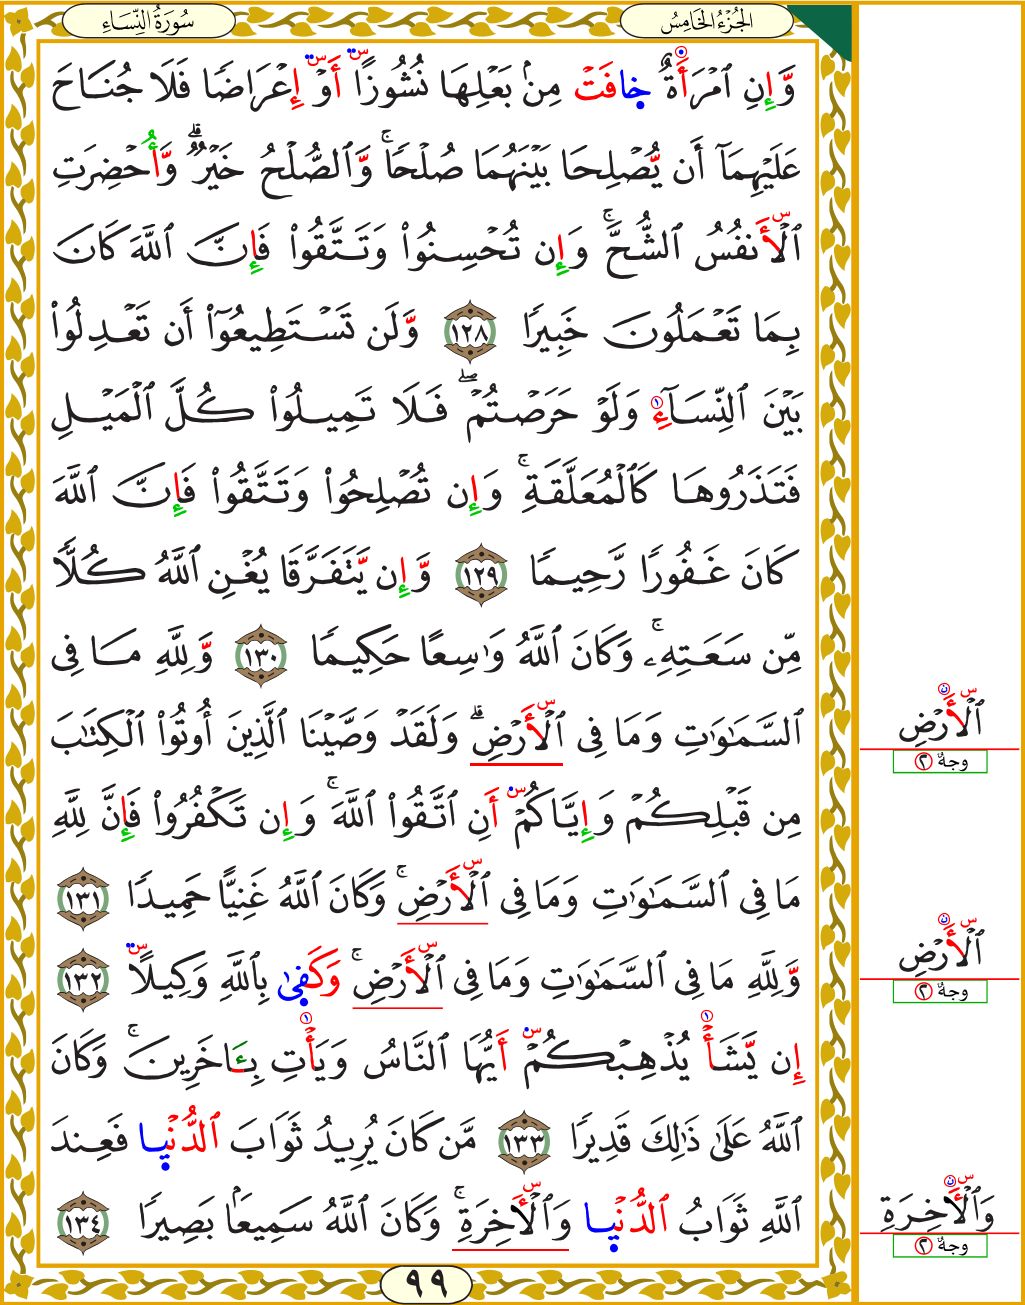 سُورَةُ النِّسَاءِ
الجُزْءُ الخَامِسُ
وَّإِنِ ٱمْرَأَةٌ خَافَتْ مِنۢ بَعْلِهَا نُشُوزًا أَوْ إِعْرَاضًا فَلَا جُنَاحَ
عَلَيْهِمَآ أَن يُّصْلِحَا بَيْنَهُمَا صُلْحًاۚ وَّٱلصُّلْحُ خَيْرٌۗ وَّأُحْضِرَتِ
ٱلْأَنفُسُ ٱلشُّحَّۚ وَإِن تُحْسِنُوا۟ وَتَتَّقُوا۟ فَإِنَّ ٱللَّهَ كَانَ
بِمَا تَعْمَلُونَ خَبِيرًا ١٢٨ وَّلَن تَسْتَطِيعُوٓا۟ أَن تَعْدِلُوا۟
بَيْنَ ٱلنِّسَآءِ وَلَوْ حَرَصْتُمْۖ فَلَا تَمِيلُوا۟ كُلَّ ٱلْمَيْلِ
فَتَذَرُوهَا كَٱلْمُعَلَّقَةِۚ وَإِن تُصْلِحُوا۟ وَتَتَّقُوا۟ فَإِنَّ ٱللَّهَ
كَانَ غَفُورًا رَّحِيمًا ١٢٩ وَّإِن يَّتَفَرَّقَا يُغْنِ ٱللَّهُ كُلًّا
مِّن سَعَتِهِۦۚ وَكَانَ ٱللَّهُ وَٰسِعًا حَكِيمًا ١٣٠ وَّلِلَّهِ مَا فِى
ٱلسَّمَٰوَٰتِ وَمَا فِى ٱلْأَرْضِۗ وَلَقَدْ وَصَّيْنَا ٱلَّذِينَ أُوتُوا۟ ٱلْكِتَٰبَ
مِن قَبْلِكُمْ وَإِيَّاكُمْ أَنِ ٱتَّقُوا۟ ٱللَّهَۚ وَإِن تَكْفُرُوا۟ فَإِنَّ لِلَّهِ
مَا فِى ٱلسَّمَٰوَٰتِ وَمَا فِى ٱلْأَرْضِۚ وَكَانَ ٱللَّهُ غَنِيًّا حَمِيدًا ١٣١
وَّلِلَّهِ مَا فِى ٱلسَّمَٰوَٰتِ وَمَا فِى ٱلْأَرْضِۚ وَكَفَىٰ بِٱللَّهِ وَكِيلًا ١٣٢
إِن يَّشَأْ يُذْهِبْكُمْ أَيُّهَا ٱلنَّاسُ وَيَأْتِ بِـَٔاخَرِينَۚ وَكَانَ
ٱللَّهُ عَلَىٰ ذَٰلِكَ قَدِيرًا ١٣٣ مَّن كَانَ يُرِيدُ ثَوَابَ ٱلدُّنْيَا فَعِندَ
ٱللَّهِ ثَوَابُ ٱلدُّنْيَا وَٱلْأَخِرَةِۚ وَكَانَ ٱللَّهُ سَمِيعًۢا بَصِيرًا ١٣٤
ٱلْأَرْضِ
وجهٌ ٢
ٱلْأَرْضِ
وجهٌ ٢
وَٱلْأَخِرَةِ
وجهٌ ٢
٩٩